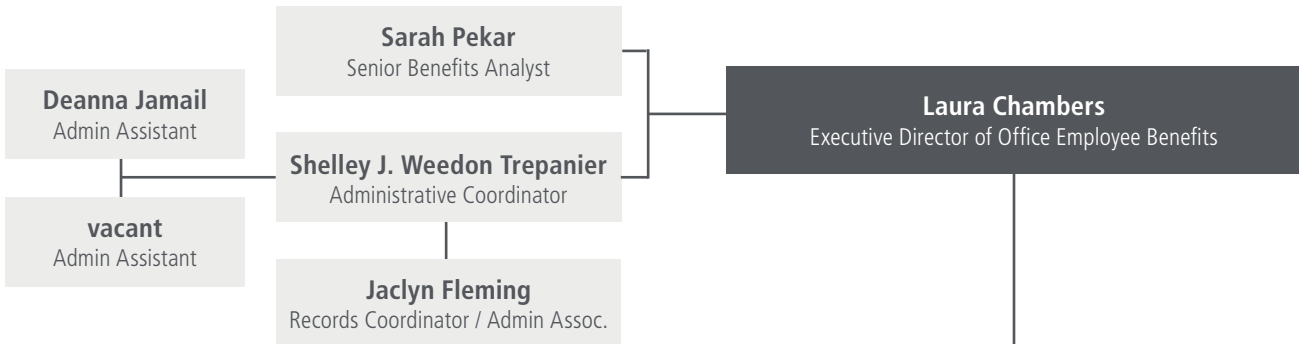 Sarah Pekar
Senior Benefits Analyst
Deanna Jamail
Admin Assistant
Laura Chambers
Executive Director of Office Employee Benefits
Shelley J. Weedon Trepanier
Administrative Coordinator
vacant
Admin Assistant
Jaclyn Fleming
Records Coordinator / Admin Assoc.